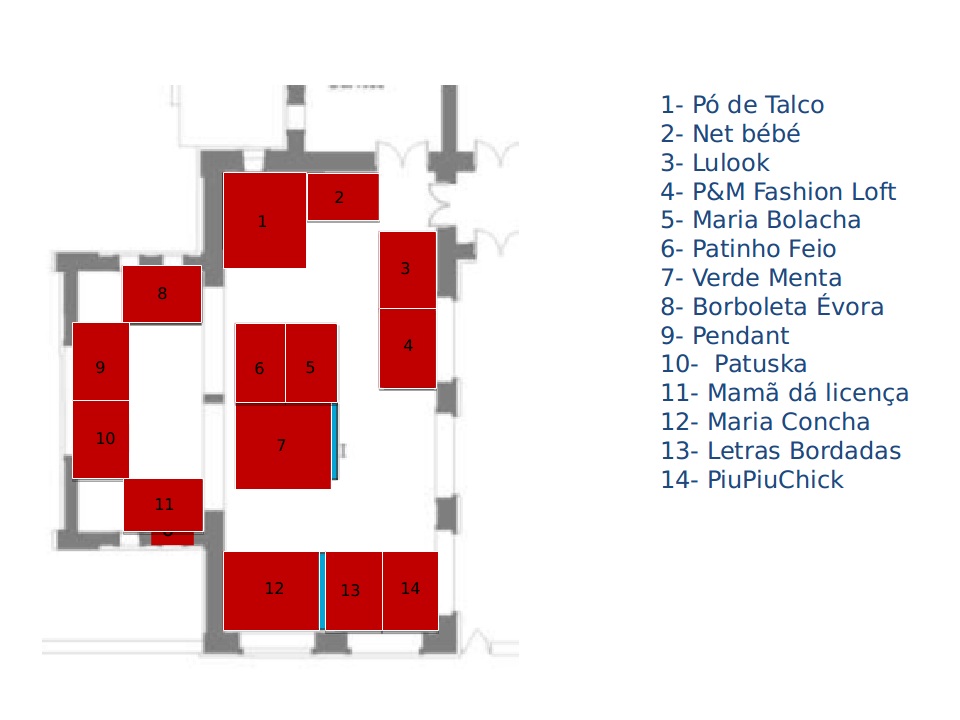 1
2
3
4
5
6
7
8
9
10
11
12
13
14
1- Pó de Talco
2- Net bébé
3- Lulook
4- P&M Fashion Loft
5- Maria Bolacha
6- Patinho Feio
7- Verde Menta
8- Borboleta Évora
9- Pendant
10-  Patuska
11- Mamã dá licença
12- Maria Concha
13- Letras Bordadas
14- PiuPiuChick